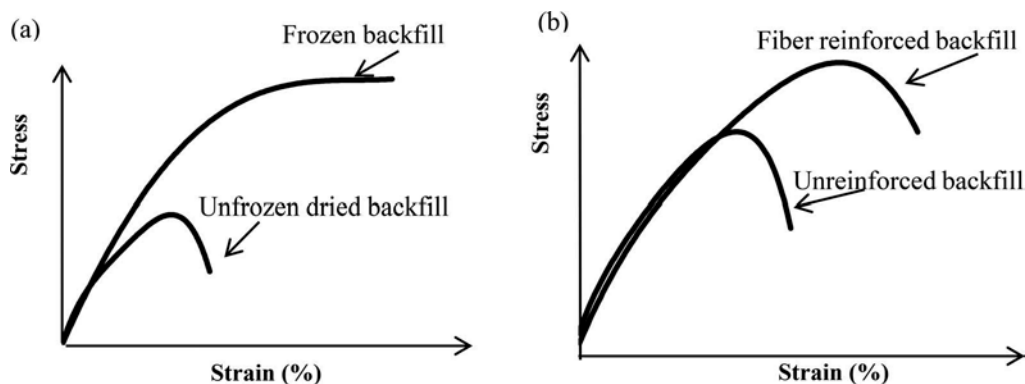 (a)
Frozen backfill
Stress
Unfrozen dried backfill
Strain (%)
(b)
Fiber reinforced backfill
Stress
Unreinforced backfill
Strain (%)